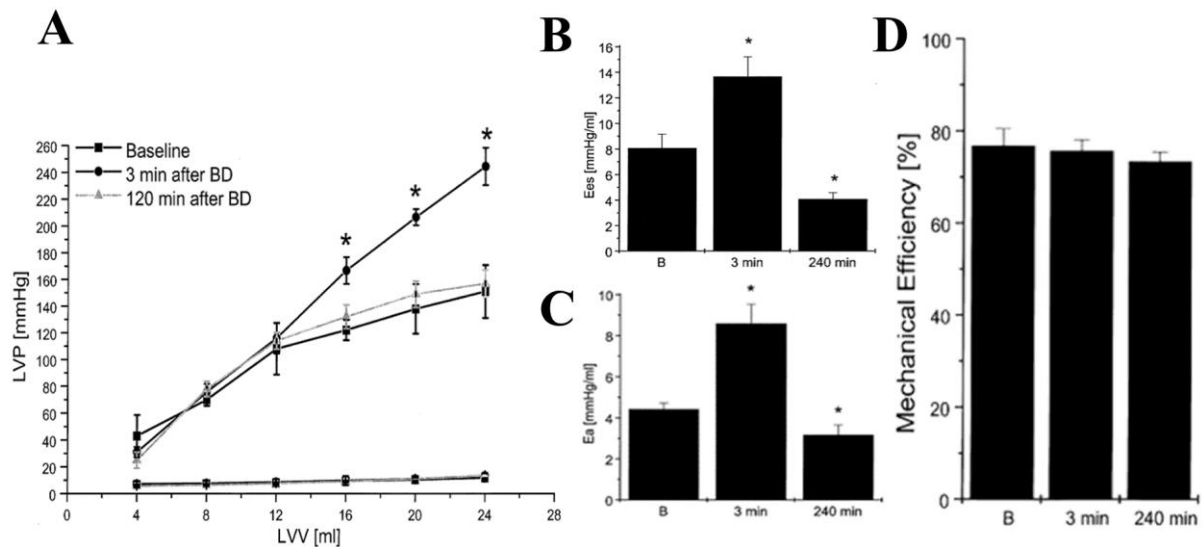 A
LVP [mmHg]
260
240
220
200
180
160
140
120
100
80
60
40
20
0
Baseline
3 min after BD
120 min after BD
*
*
*
0 4 8 12 16 20 24 28
LVV [ml]
B
Ees [mmHg/ml]
16
14
12
10
8
6
4
2
0
*
*
B 3 min 240 min
C
Ea [mmHg/ml]
10
8
6
4
2
0
*
*
B 3 min 240 min
D
Mechanical Efficiency [%]
100
80
60
40
20
0
B 3 min 240 min